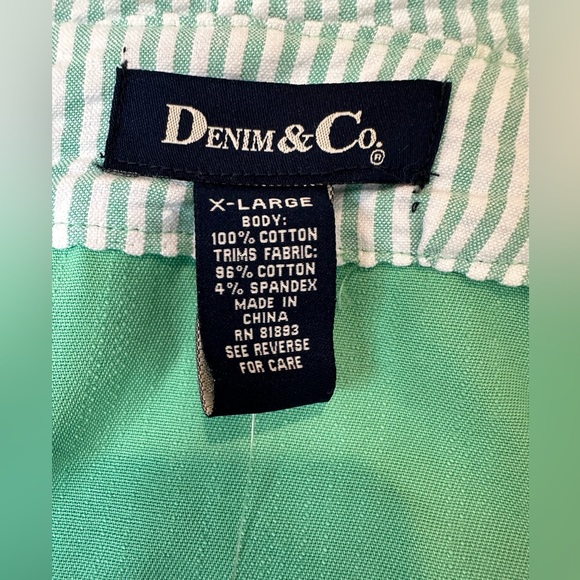 DENIM & CO.®
X-LARGE
BODY:
100% COTTON
TRIMS FABRIC:
96% COTTON
4% SPANDEX
MADE IN
CHINA
RN 81893
SEE REVERSE
FOR CARE